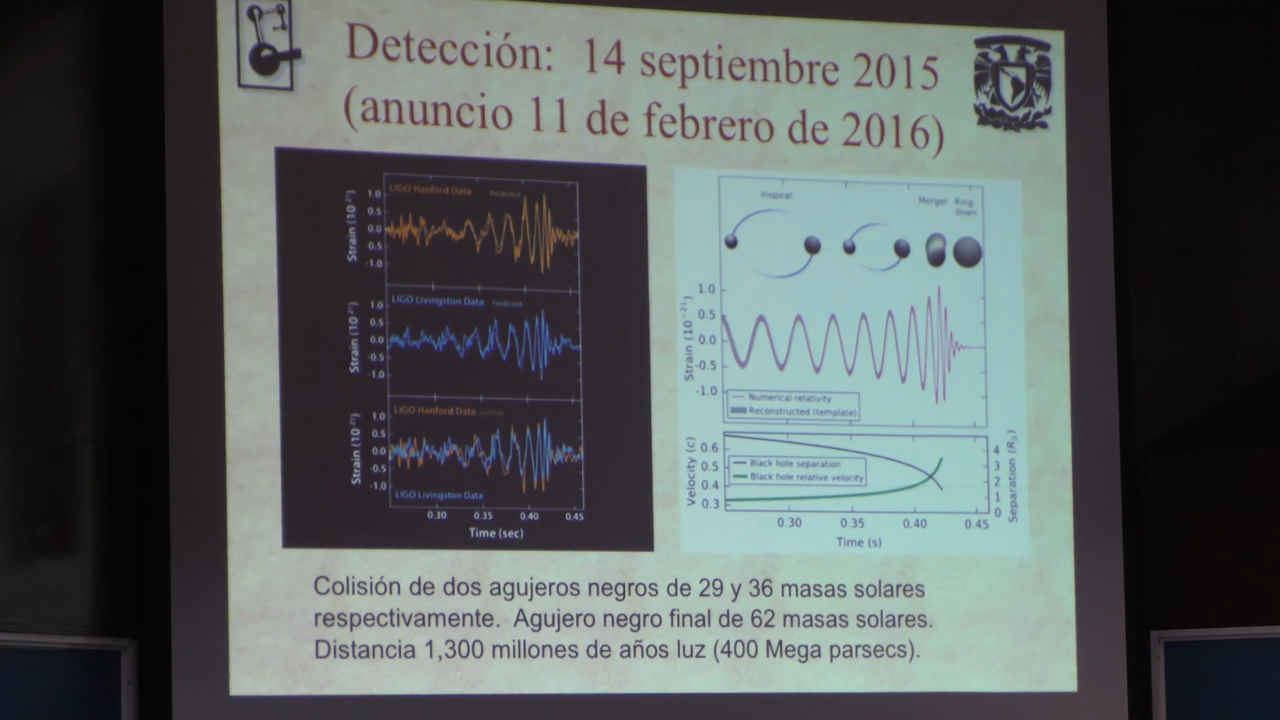 Detección: 14 septiembre 2015
(anuncio 11 de febrero de 2016)
LIGO Hanford Data Predicted
Strain (10⁻²¹)
1.0
0.5
0.0
-0.5
-1.0
LIGO Livingston Data Predicted
Strain (10⁻²¹)
1.0
0.5
0.0
-0.5
-1.0
LIGO Hanford Data
Strain (10⁻²¹)
1.0
0.5
0.0
-0.5
-1.0
LIGO Livingston Data
0.30 0.35 0.40 0.45
Time (sec)
Inspiral Merger Ring-
down
Strain (10⁻²¹)
1.0
0.5
0.0
-0.5
-1.0
Numerical relativity
Reconstructed (template)
Velocity (c)
0.6
0.5
0.4
0.3
Black hole separation
Black hole relative velocity
4
3
2
1
0
Separation (R_S)
0.30 0.35 0.40 0.45
Time (s)
Colisión de dos agujeros negros de 29 y 36 masas solares
respectivamente. Agujero negro final de 62 masas solares.
Distancia 1,300 millones de años luz (400 Mega parsecs).